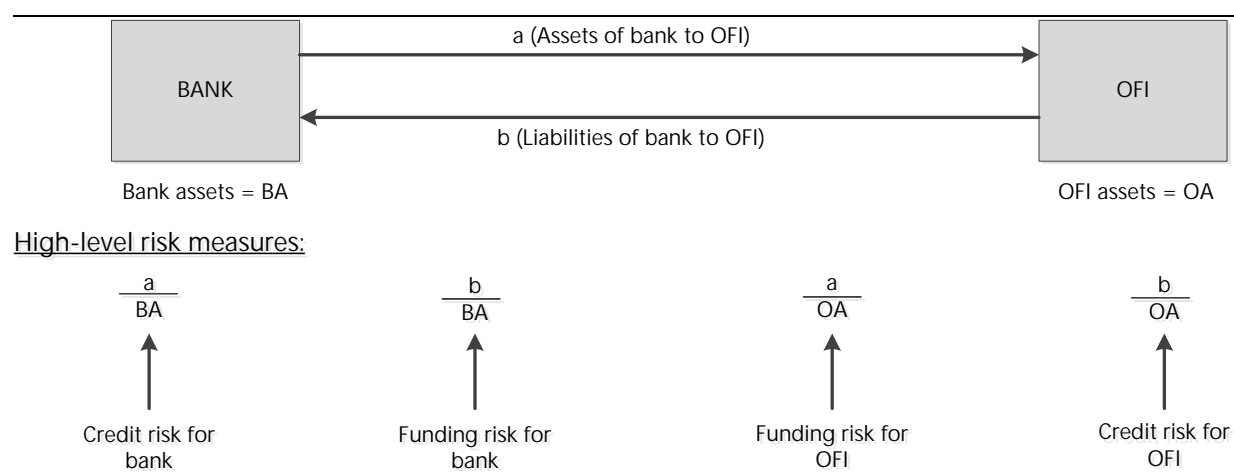 a (Assets of bank to OFI)
BANK
OFI
b (Liabilities of bank to OFI)
Bank assets = BA
OFI assets = OA
High-level risk measures:
a
BA
b
BA
a
OA
b
OA
Credit risk for
bank
Funding risk for
bank
Funding risk for
OFI
Credit risk for
OFI